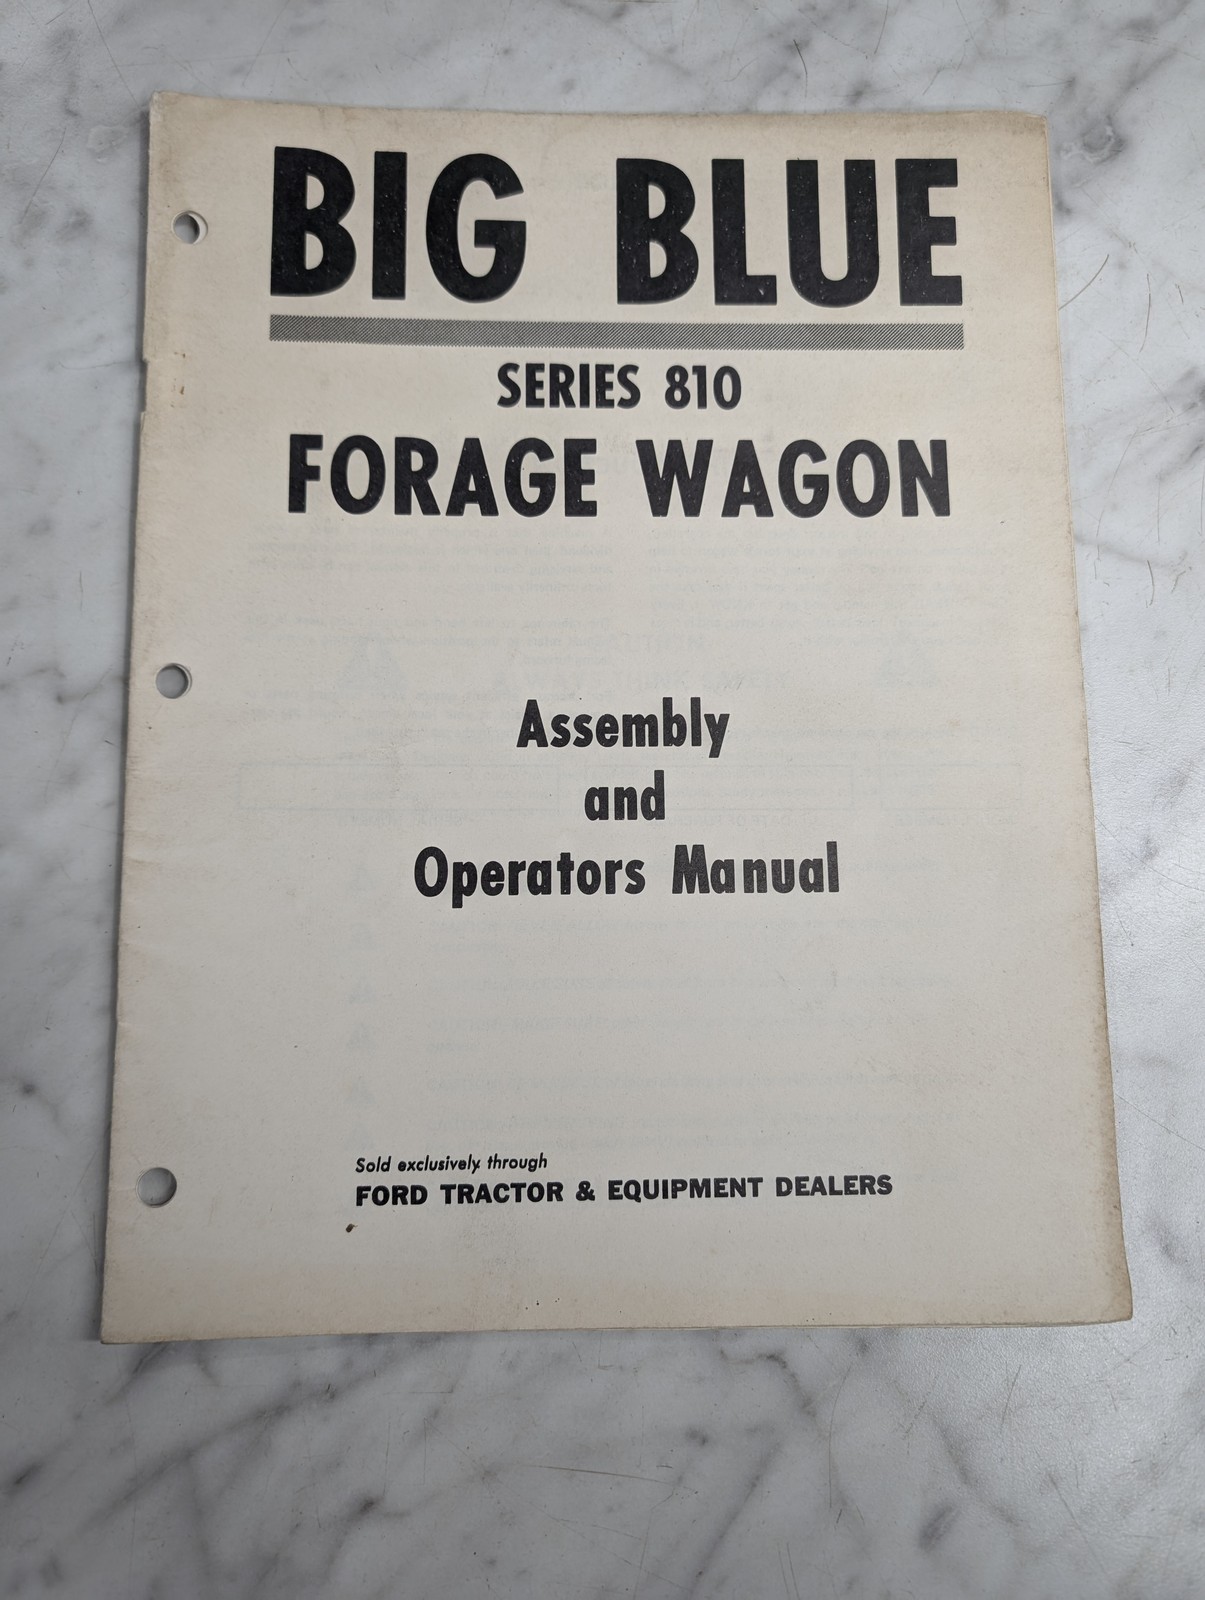 BIG BLUE
SERIES 810
FORAGE WAGON
Assembly
and
Operators Manual
Sold exclusively through
FORD TRACTOR & EQUIPMENT DEALERS